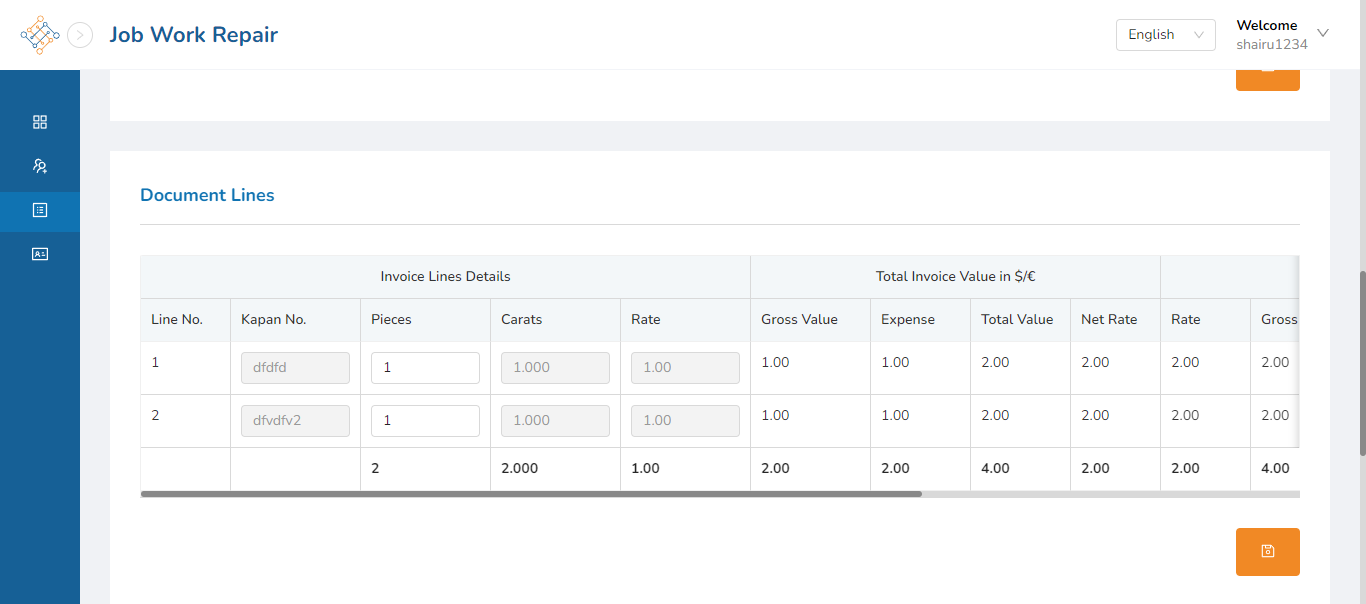 Job Work Repair
English
Welcome
shairu1234
Document Lines
Invoice Lines Details Total Invoice Value in $/€
Line No. Kapan No. Pieces Carats Rate Gross Value Expense Total Value Net Rate Rate Gross
1 dfdfd 1 1.000 1.00 1.00 1.00 2.00 2.00 2.00 2.00
2 dfvdfv2 1 1.000 1.00 1.00 1.00 2.00 2.00 2.00 2.00
2 2.000 1.00 2.00 2.00 4.00 2.00 2.00 4.00